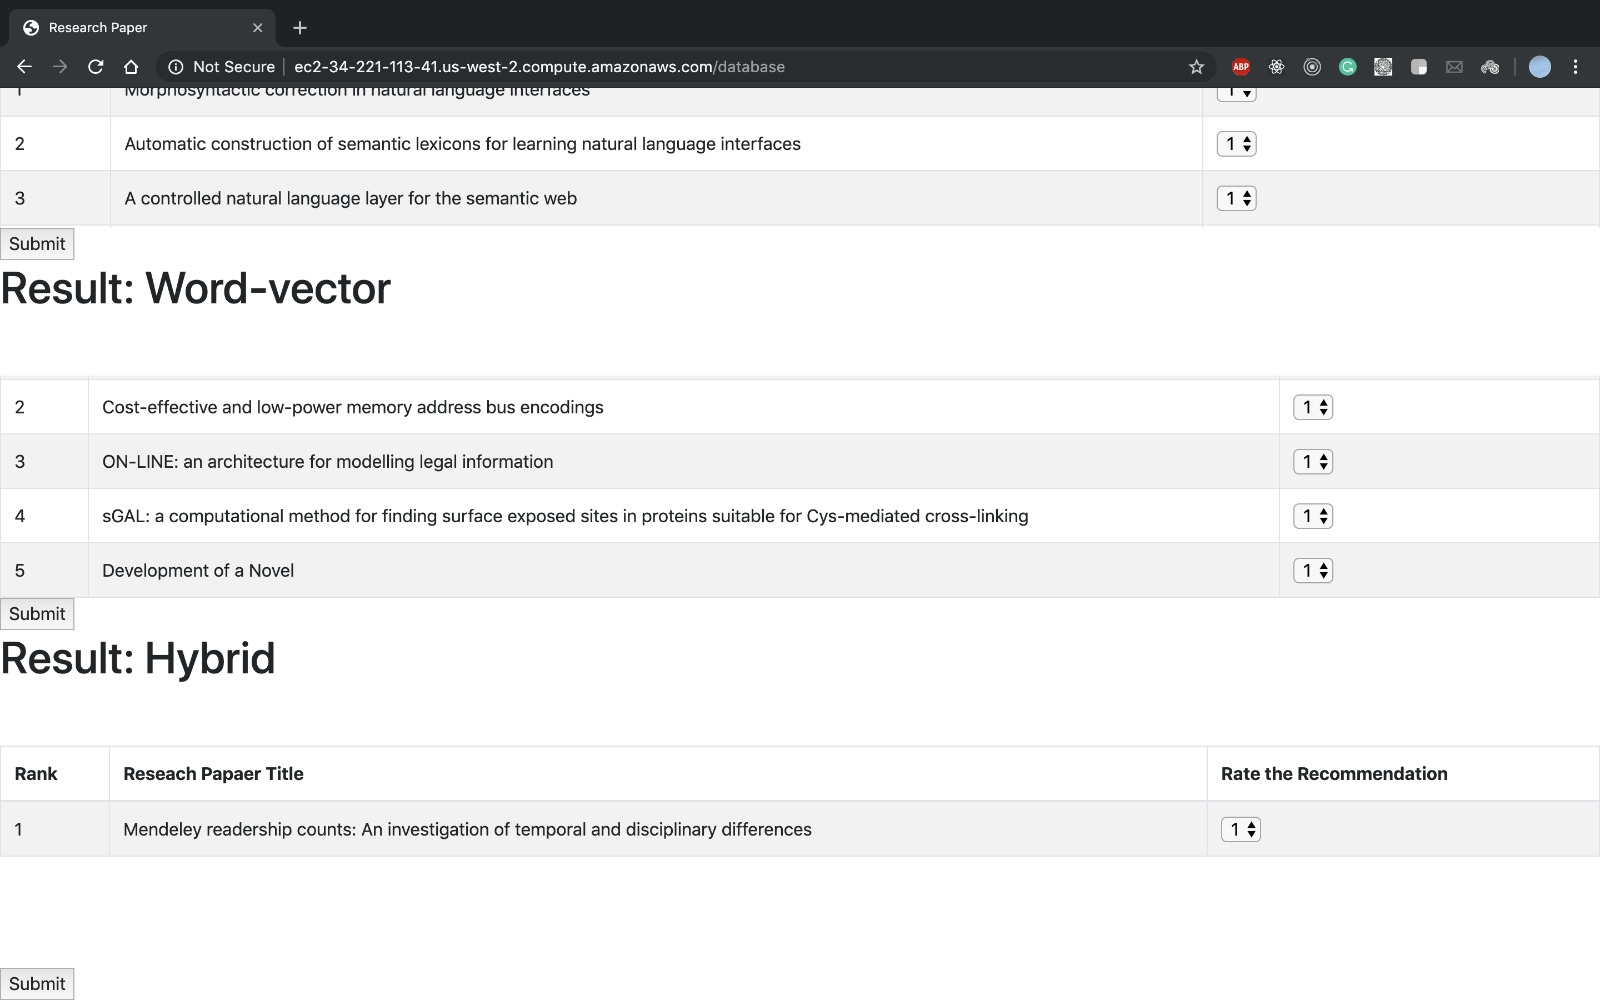 Research Paper
Not Secure ec2-34-221-113-41.us-west-2.compute.amazonaws.com/database
ABP
1 Morphosyntactic correction in natural language interfaces 1
2 Automatic construction of semantic lexicons for learning natural language interfaces 1
3 A controlled natural language layer for the semantic web 1
Submit
Result: Word-vector
2 Cost-effective and low-power memory address bus encodings 1
3 ON-LINE: an architecture for modelling legal information 1
4 sGAL: a computational method for finding surface exposed sites in proteins suitable for Cys-mediated cross-linking 1
5 Development of a Novel 1
Submit
Result: Hybrid
Rank Reseach Papaer Title Rate the Recommendation
1 Mendeley readership counts: An investigation of temporal and disciplinary differences 1
Submit